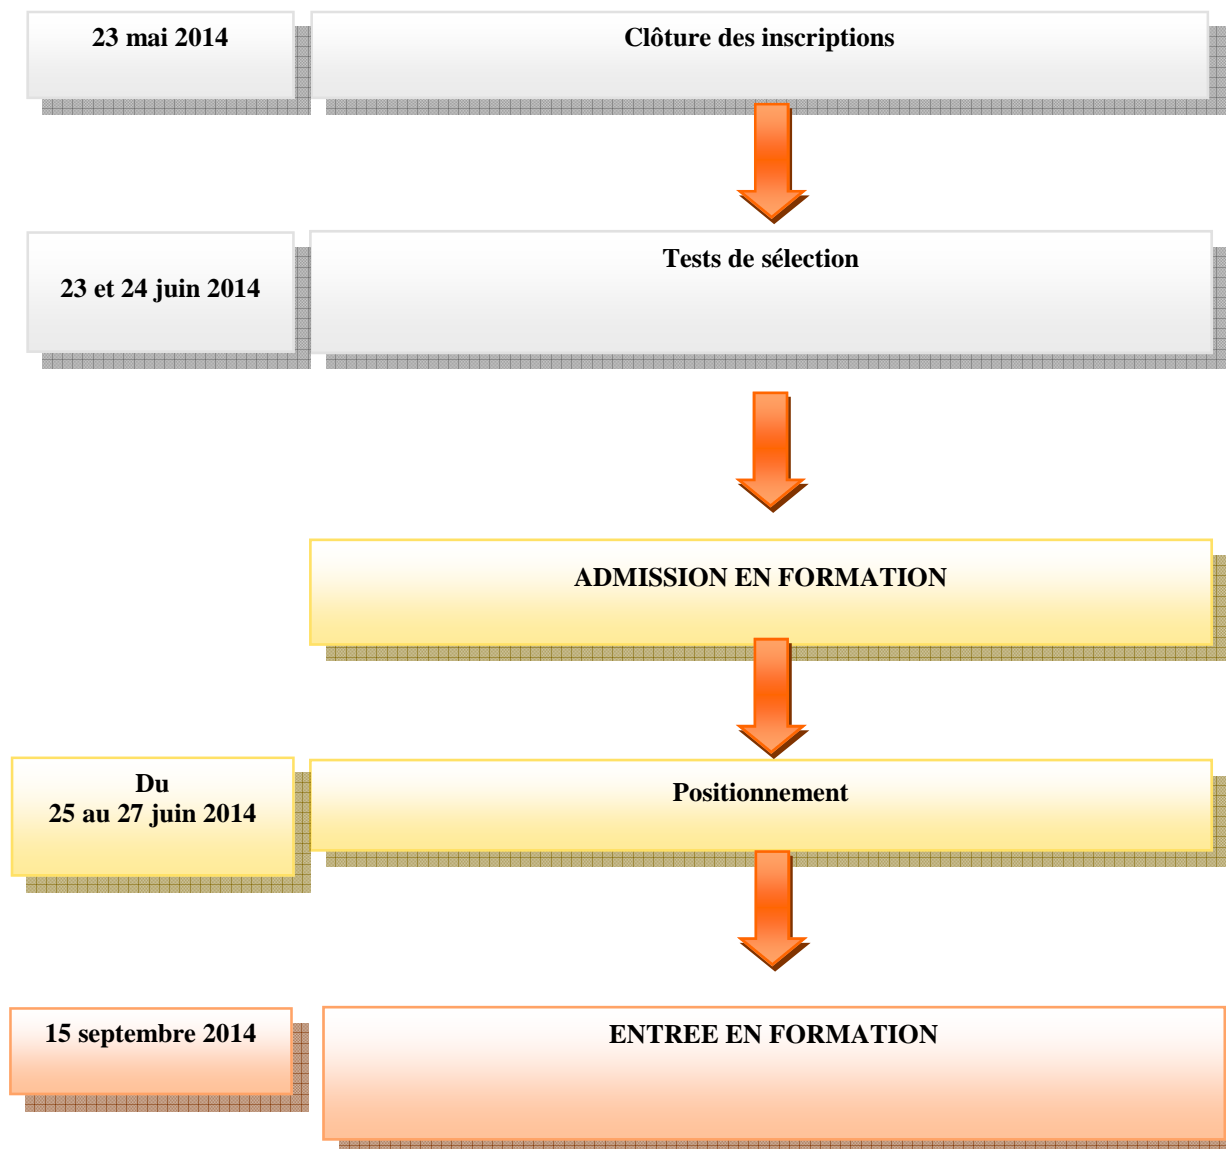 23 mai 2014
Clôture des inscriptions
Tests de sélection
23 et 24 juin 2014
ADMISSION EN FORMATION
Du
25 au 27 juin 2014
Positionnement
15 septembre 2014
ENTREE EN FORMATION